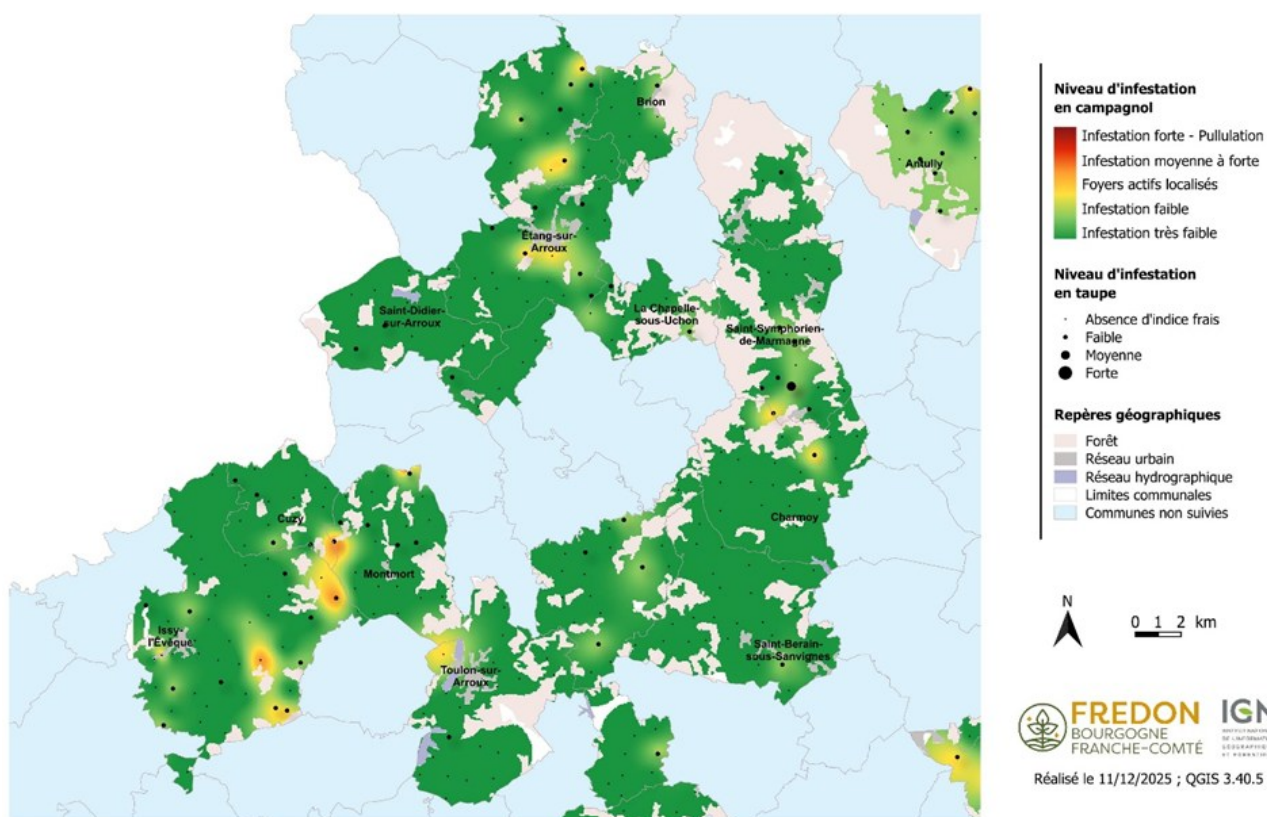 Brion
Antully
Étang-sur-
Arroux
Saint-Didier
-sur-Arroux
La Chapelle-
sous-Uchon
Saint-Symphorien-
de-Marmagne
Cuzy
Charmoy
Montmort
Issy-
l'Évêque
Toulon-sur-
Arroux
Saint-Berain-
sous-Sanvignes
Niveau d'infestation
en campagnol
Infestation forte - Pullulation
Infestation moyenne à forte
Foyers actifs localisés
Infestation faible
Infestation très faible
Niveau d'infestation
en taupe
Absence d'indice frais
Faible
Moyenne
Forte
Repères géographiques
Forêt
Réseau urbain
Réseau hydrographique
Limites communales
Communes non suivies
N
0 1 2 km
FREDON
BOURGOGNE
FRANCHE-COMTÉ
IGN
Réalisé le 11/12/2025 ; QGIS 3.40.5